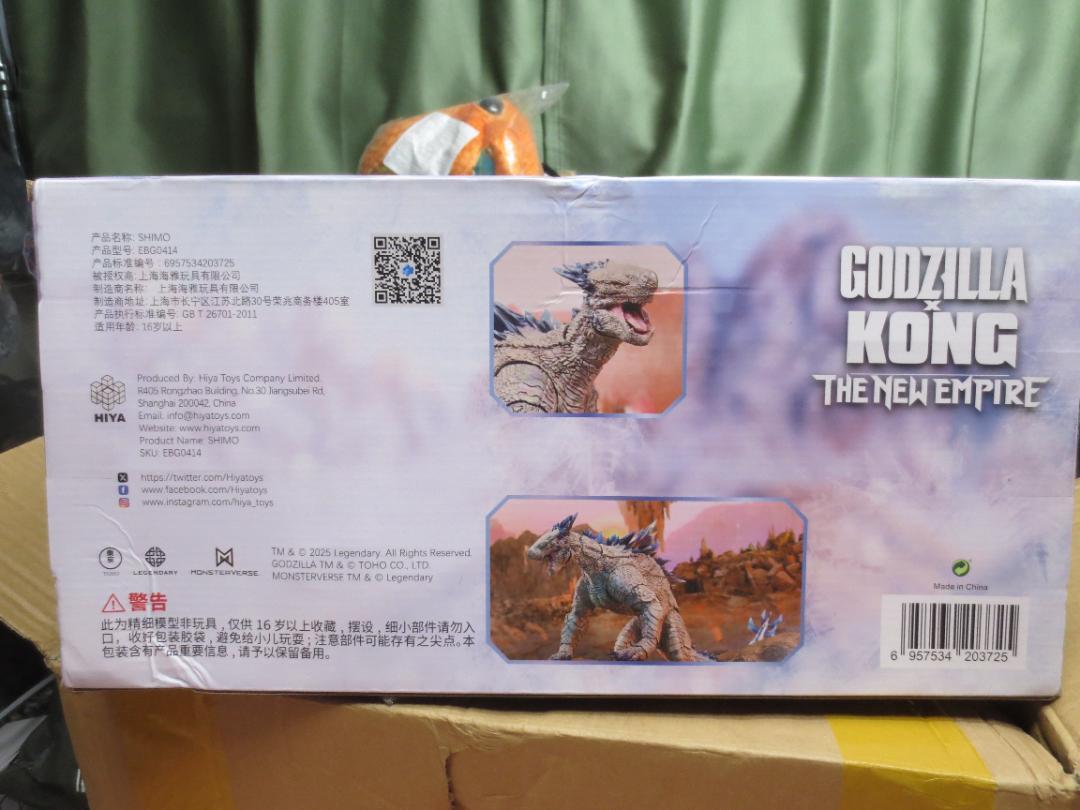 产品名称: SHIMO
产品型号: EBG0414
产品标准编号 : 6957534203725
被授权商: 上海海雅玩具有限公司
制造商名称: 上海海雅玩具有限公司
制造商地址: 上海市长宁区江苏北路30号荣兆商务楼405室
产品执行标准编号: GB T 26701-2011
适用年龄: 16岁以上
HIYA
Produced By: Hiya Toys Company Limited.
R405 Rongzhao Building, No.30 Jiangsubei Rd,
Shanghai 200042, China
Email: info@hiyatoys.com
Website: www.hiyatoys.com
Product Name: SHIMO
SKU: EBG0414
https://twitter.com/Hiyatoys
www.facebook.com/Hiyatoys
www.instagram.com/hiya_toys
TOHO
LEGENDARY
MONSTERVERSE
TM & © 2025 Legendary. All Rights Reserved.
GODZILLA TM & © TOHO CO., LTD.
MONSTERVERSE TM & © Legendary
警告
此为精细模型非玩具 , 仅供 16 岁以上收藏 , 摆设 , 细小部件请勿入
口 , 收好包装胶袋 , 避免给小儿玩耍 ; 注意部件可能存有之尖点。本
包装含有产品重要信息 , 请予以保留备用。
GODZILLA
x
KONG
THE NEW EMPIRE
Made in China
6 957534 203725